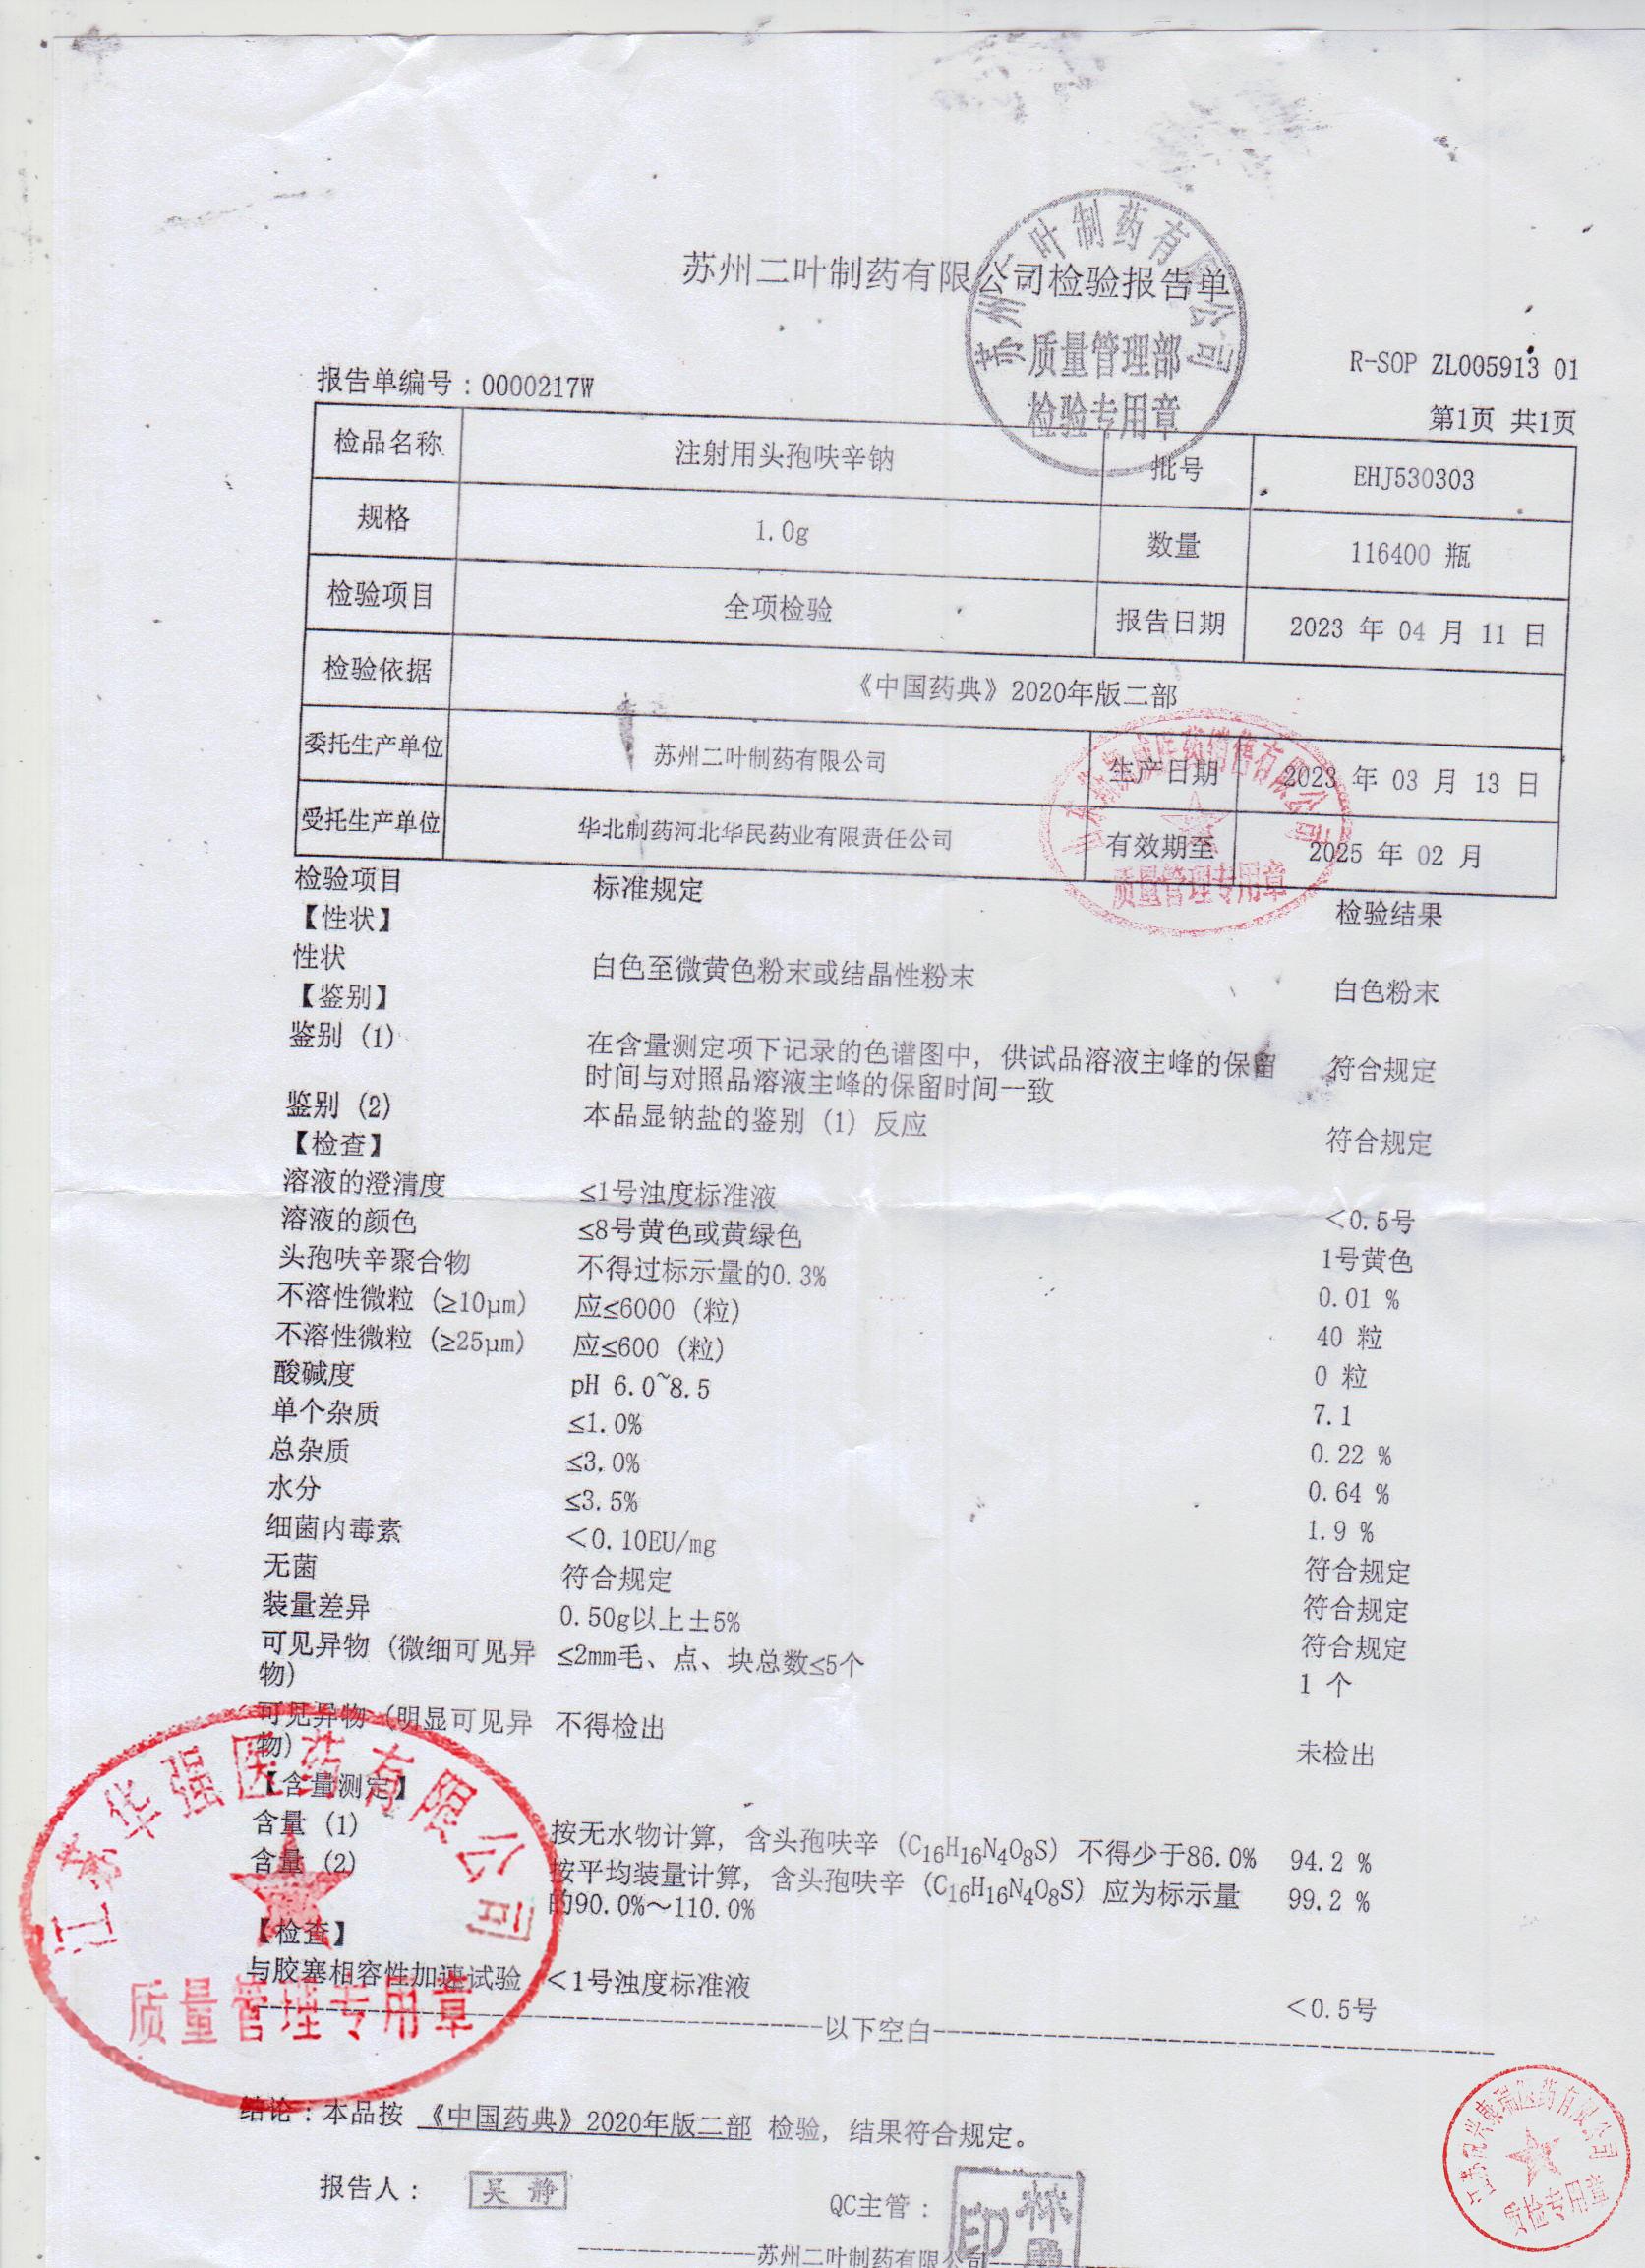 苏州二叶制药有限公司检验报告单
苏州二叶制药有限公司
质量管理部
检验专用章
R-SOP ZL005913 01
报告单编号：0000217W
第1页 共1页
检品名称 注射用头孢呋辛钠 批号 EHJ530303
规格 1.0g 数量 116400 瓶
检验项目 全项检验 报告日期 2023 年 04 月 11 日
检验依据 《中国药典》2020年版二部
委托生产单位 苏州二叶制药有限公司 生产日期 2023 年 03 月 13 日
受托生产单位 华北制药河北华民药业有限责任公司 有效期至 2025 年 02 月
医药销售有限公司
质量管理专用章
检验项目 标准规定 检验结果
【性状】
性状 白色至微黄色粉末或结晶性粉末 白色粉末
【鉴别】
鉴别 (1) 在含量测定项下记录的色谱图中，供试品溶液主峰的保留 符合规定
时间与对照品溶液主峰的保留时间一致
鉴别 (2) 本品显钠盐的鉴别 (1) 反应 符合规定
【检查】
溶液的澄清度 ≤1号浊度标准液 <0.5号
溶液的颜色 ≤8号黄色或黄绿色 1号黄色
头孢呋辛聚合物 不得过标示量的0.3% 0.01 %
不溶性微粒 (≥10μm) 应≤6000 (粒) 40 粒
不溶性微粒 (≥25μm) 应≤600 (粒) 0 粒
酸碱度 pH 6.0~8.5 7.1
单个杂质 ≤1.0% 0.22 %
总杂质 ≤3.0% 0.64 %
水分 ≤3.5% 1.9 %
细菌内毒素 <0.10EU/mg 符合规定
无菌 符合规定 符合规定
装量差异 0.50g以上±5% 符合规定
可见异物 (微细可见异 ≤2mm毛、点、块总数≤5个 1 个
物)
可见异物 (明显可见异 不得检出 未检出
物)
【含量测定】
含量 (1) 按无水物计算，含头孢呋辛 (C16H16N4O8S) 不得少于86.0% 94.2 %
含量 (2) 按平均装量计算，含头孢呋辛 (C16H16N4O8S) 应为标示量 99.2 %
的90.0%～110.0%
【检查】
与胶塞相容性加速试验 <1号浊度标准液 <0.5号
以下空白
江苏华强医药有限公司
质量管理专用章
结论：本品按 《中国药典》2020年版二部 检验，结果符合规定。
报告人： 吴 静 QC主管： 印
苏州二叶制药有限公司
医药有限公司
质检专用章